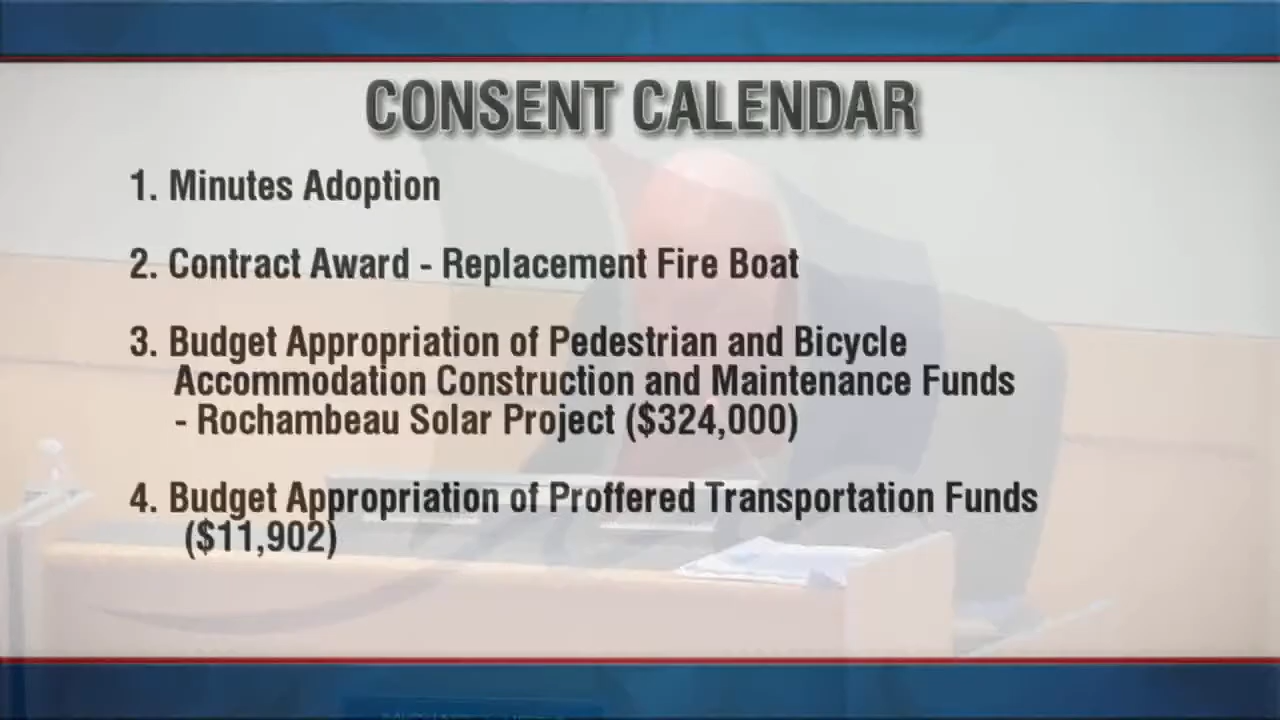 CONSENT CALENDAR
1. Minutes Adoption
2. Contract Award - Replacement Fire Boat
3. Budget Appropriation of Pedestrian and Bicycle
Accommodation Construction and Maintenance Funds
- Rochambeau Solar Project ($324,000)
4. Budget Appropriation of Proffered Transportation Funds
($11,902)